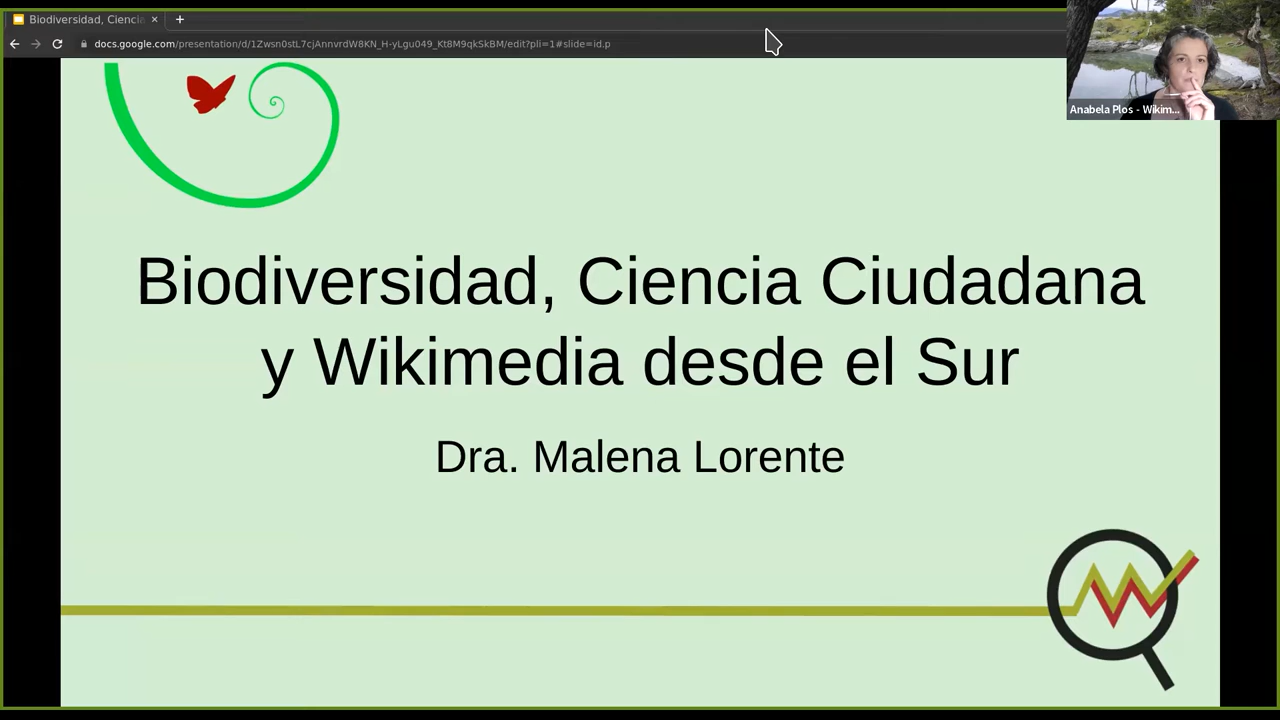 Biodiversidad, Ciencia
docs.google.com/presentation/d/1Zwsn0stL7cjAnnvrdW8KN_H-yLgu049_Kt8M9qkSkBM/edit?pli=1#slide=id.p
Anabela Plos - Wikim...
Biodiversidad, Ciencia Ciudadana
y Wikimedia desde el Sur
Dra. Malena Lorente